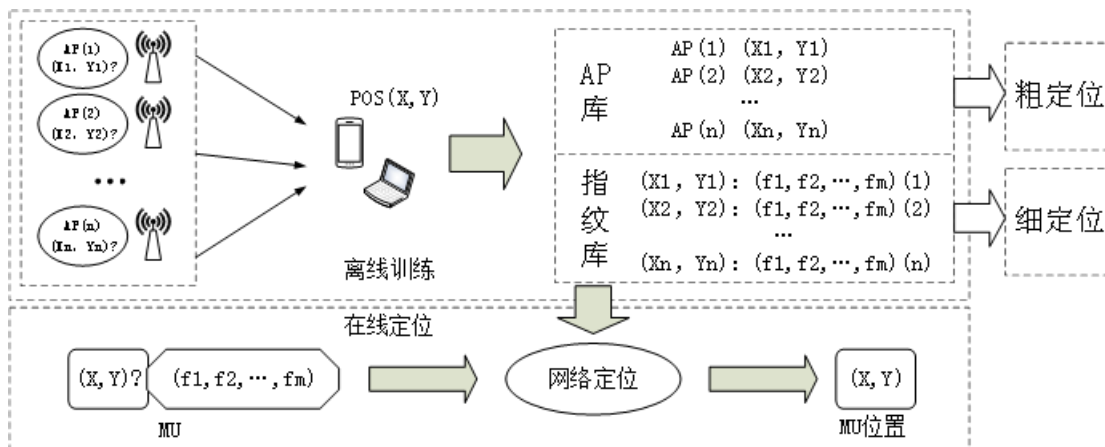 AP(1)
(X1, Y1)?
AP(2)
(X2, Y2)?
...
AP(n)
(Xn, Yn)?
POS(X,Y)
离线训练
AP库
AP(1) (X1, Y1)
AP(2) (X2, Y2)
…
AP(n) (Xn, Yn)
指纹库
(X1, Y1): (f1,f2,…,fm)(1)
(X2, Y2): (f1,f2,…,fm)(2)
…
(Xn, Yn): (f1,f2,…,fm)(n)
粗定位
细定位
在线定位
(X,Y)?
(f1,f2,…,fm)
MU
网络定位
(X,Y)
MU位置